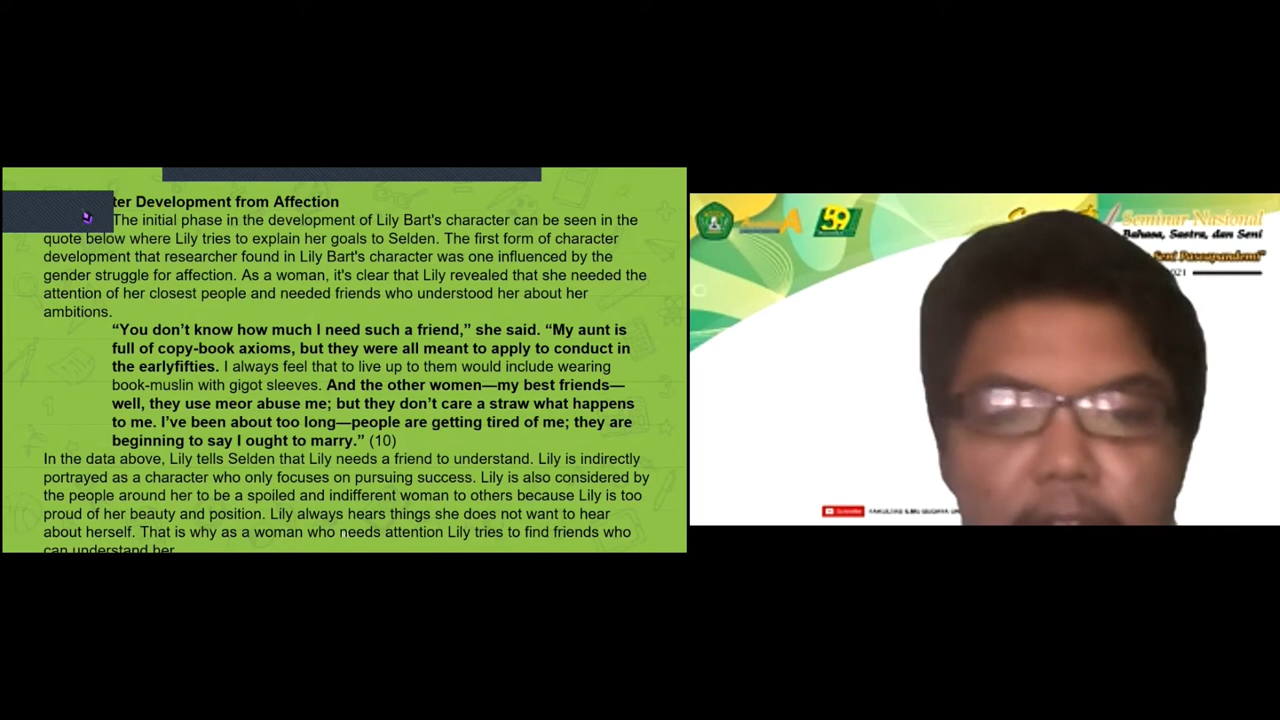 ter Development from Affection
The initial phase in the development of Lily Bart's character can be seen in the
quote below where Lily tries to explain her goals to Selden. The first form of character
development that researcher found in Lily Bart's character was one influenced by the
gender struggle for affection. As a woman, it's clear that Lily revealed that she needed the
attention of her closest people and needed friends who understood her about her
ambitions.
“You don’t know how much I need such a friend,” she said. “My aunt is
full of copy-book axioms, but they were all meant to apply to conduct in
the earlyfifties. I always feel that to live up to them would include wearing
book-muslin with gigot sleeves. And the other women—my best friends—
well, they use meor abuse me; but they don’t care a straw what happens
to me. I’ve been about too long—people are getting tired of me; they are
beginning to say I ought to marry.” (10)
In the data above, Lily tells Selden that Lily needs a friend to understand. Lily is indirectly
portrayed as a character who only focuses on pursuing success. Lily is also considered by
the people around her to be a spoiled and indifferent woman to others because Lily is too
proud of her beauty and position. Lily always hears things she does not want to hear
about herself. That is why as a woman who needs attention Lily tries to find friends who
can understand her
59
Seminar Nasional
Bahasa, Sastra, dan Seni
Seni Pascapandemi"
2021
Subscribe
FAKULTAS ILMU BUDAYA